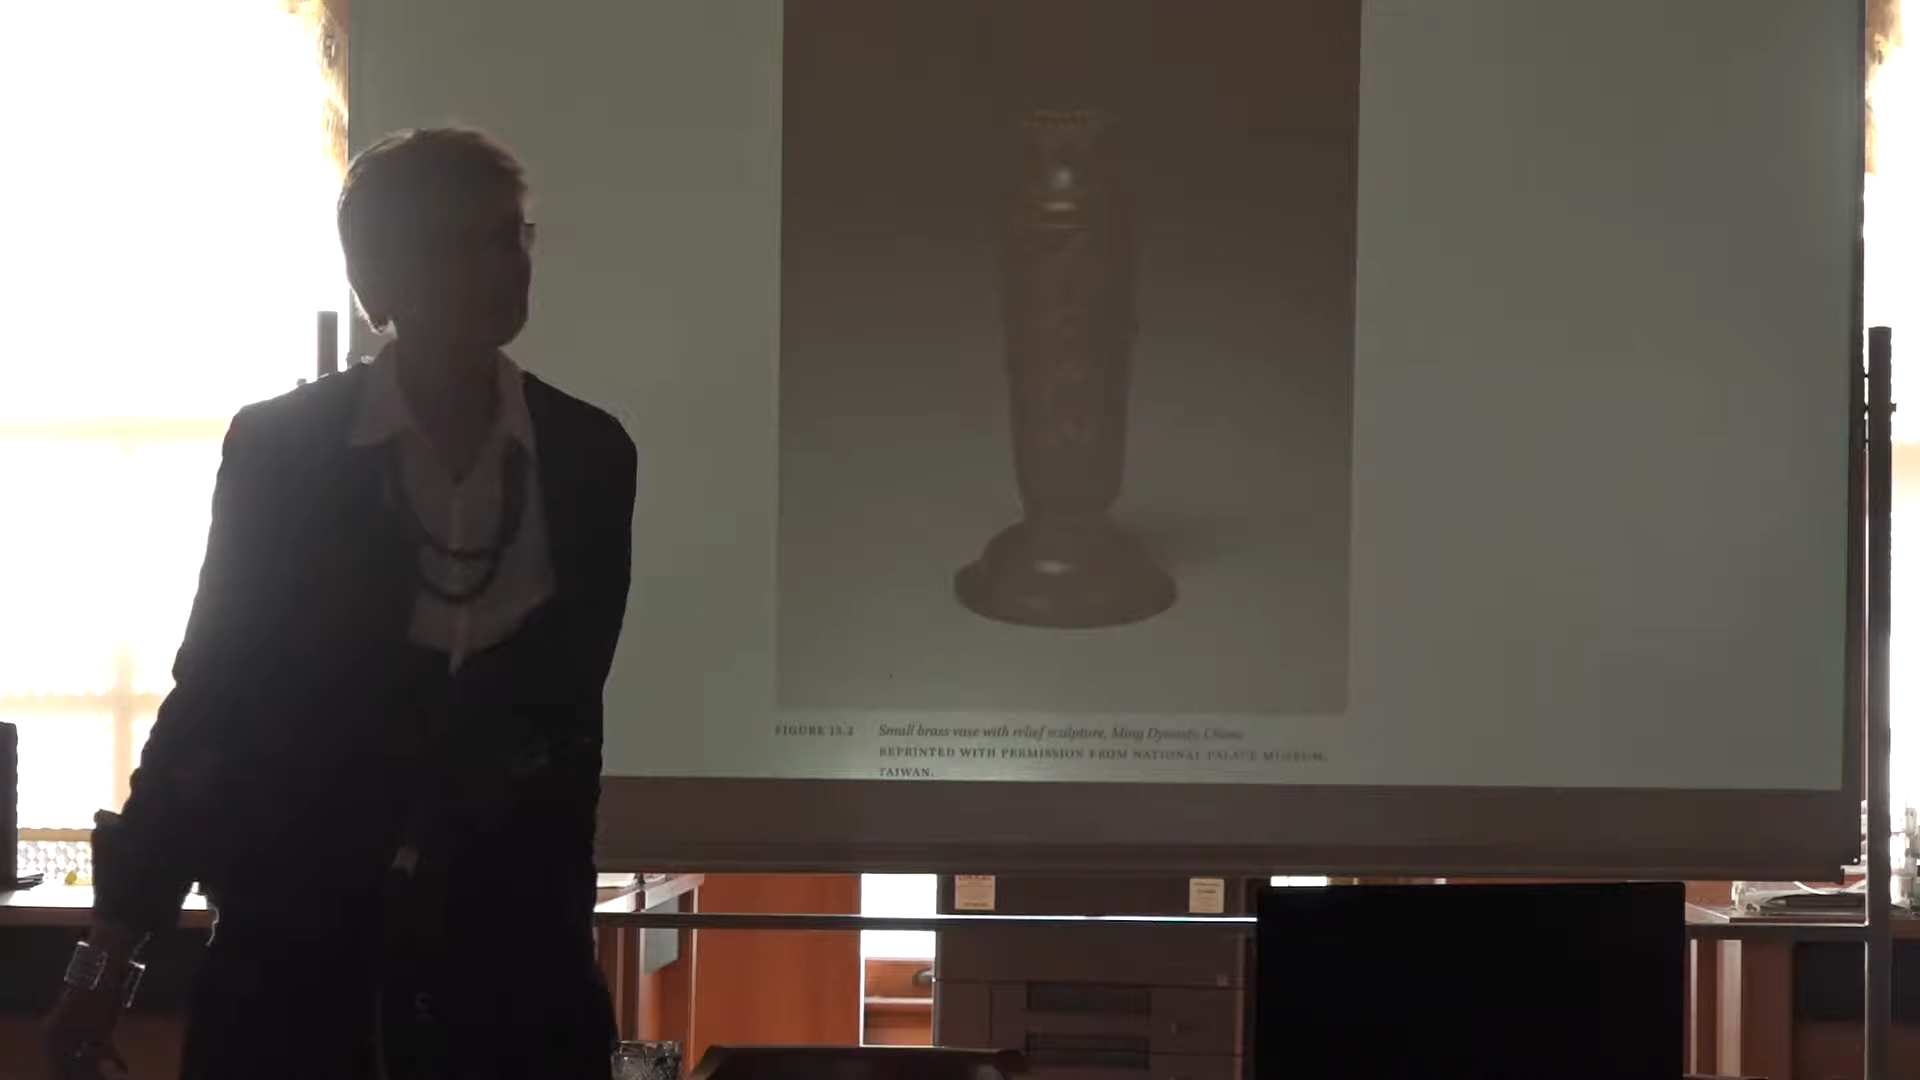 FIGURE 13.2 Small brass vase with relief sculpture, Ming Dynasty, China.
REPRINTED WITH PERMISSION FROM NATIONAL PALACE MUSEUM,
TAIWAN.